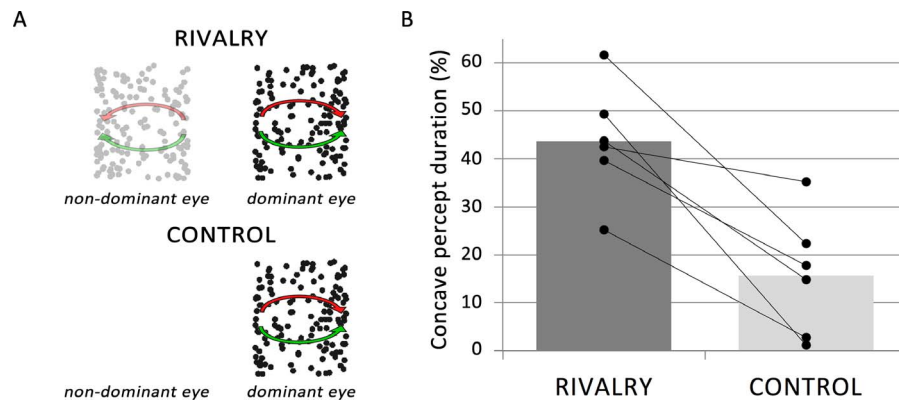 A
RIVALRY
non-dominant eye
dominant eye
CONTROL
non-dominant eye
dominant eye
B
Concave percept duration (%)
60
50
40
30
20
10
0
RIVALRY
CONTROL